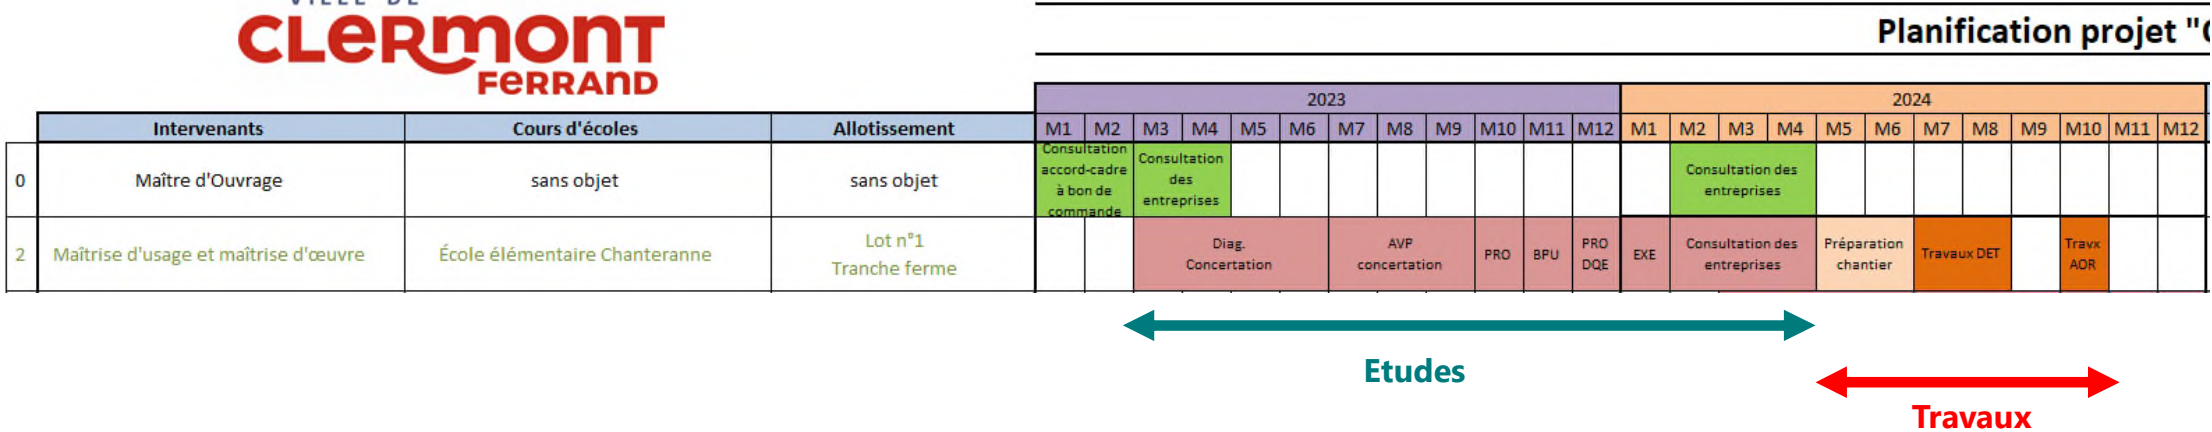 VILLE DE
CLERMONT
FERRAND
Planification projet "
2023
2024
Intervenants
Cours d'écoles
Allotissement
M1 M2 M3 M4 M5 M6 M7 M8 M9 M10 M11 M12
M1 M2 M3 M4 M5 M6 M7 M8 M9 M10 M11 M12
0
Maître d'Ouvrage
sans objet
sans objet
Consultation
accord-cadre
à bon de
commande
Consultation
des
entreprises
Consultation des
entreprises
2
Maîtrise d'usage et maîtrise d'œuvre
École élémentaire Chanteranne
Lot n°1
Tranche ferme
Diag.
Concertation
AVP
concertation
PRO
BPU
PRO
DQE
EXE
Consultation des
entreprises
Préparation
chantier
Travaux DET
Travx
AOR
Etudes
Travaux